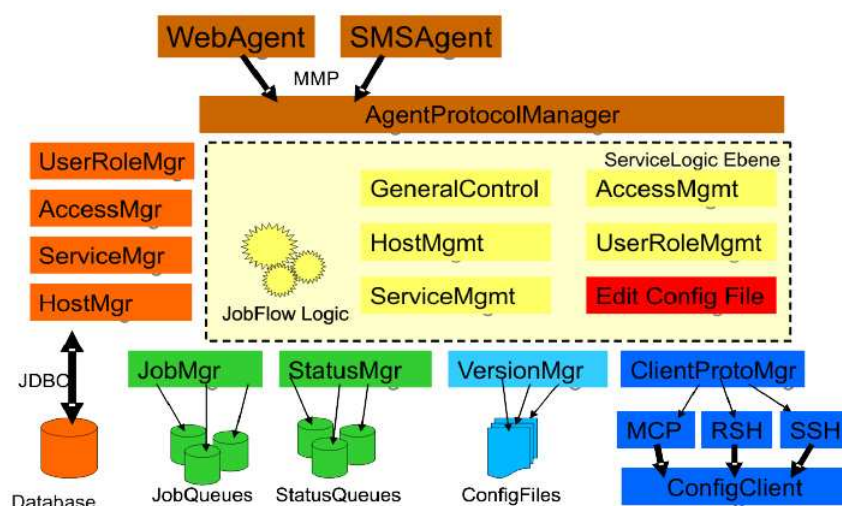 WebAgent
SMSAgent
MMP
AgentProtocolManager
UserRoleMgr
AccessMgr
ServiceMgr
HostMgr
ServiceLogic Ebene
GeneralControl
AccessMgmt
HostMgmt
UserRoleMgmt
ServiceMgmt
Edit Config File
JobFlow Logic
JDBC
JobMgr
StatusMgr
VersionMgr
ClientProtoMgr
MCP
RSH
SSH
Database
JobQueues
StatusQueues
ConfigFiles
ConfigClient